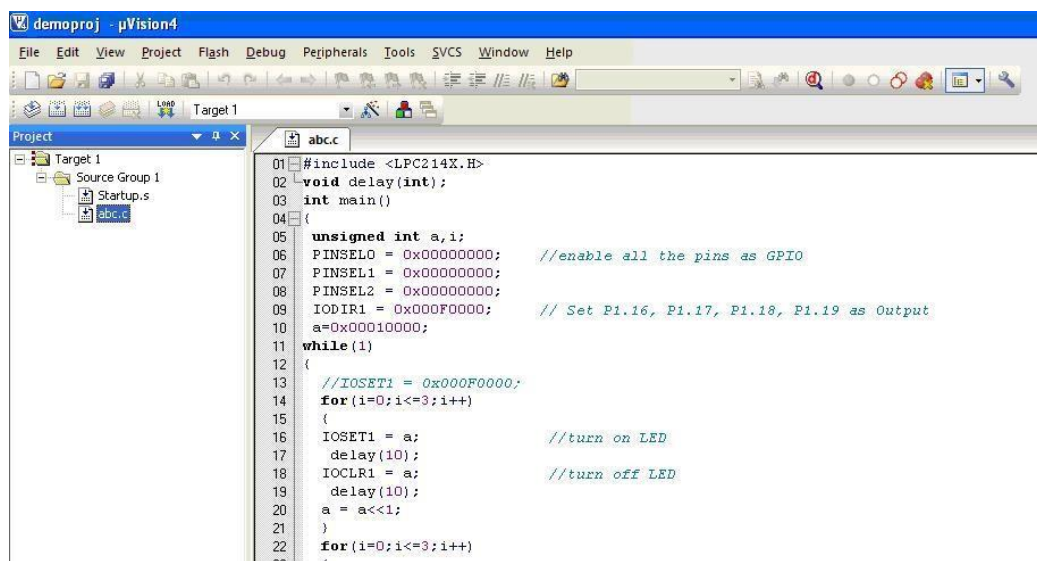 demoproj - µVision4
File Edit View Project Flash Debug Peripherals Tools SVCS Window Help
LOAD Target 1
Project
abc.c
Target 1
Source Group 1
Startup.s
abc.c
01 #include <LPC214X.H>
02 void delay(int);
03 int main()
04 {
05 unsigned int a,i;
06 PINSEL0 = 0x00000000; //enable all the pins as GPIO
07 PINSEL1 = 0x00000000;
08 PINSEL2 = 0x00000000;
09 IODIR1 = 0x000F0000; // Set P1.16, P1.17, P1.18, P1.19 as Output
10 a=0x00010000;
11 while(1)
12 {
13 //IOSET1 = 0x000F0000;
14 for(i=0;i<=3;i++)
15 {
16 IOSET1 = a; //turn on LED
17 delay(10);
18 IOCLR1 = a; //turn off LED
19 delay(10);
20 a = a<<1;
21 }
22 for(i=0;i<=3;i++)